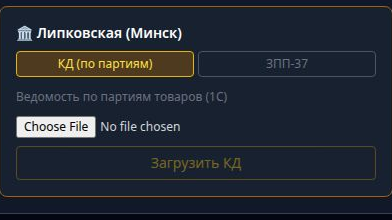 🏛️ Липковская (Минск)
КД (по партиям) ЗПП-37
Ведомость по партиям товаров (1С)
Choose File No file chosen
Загрузить КД